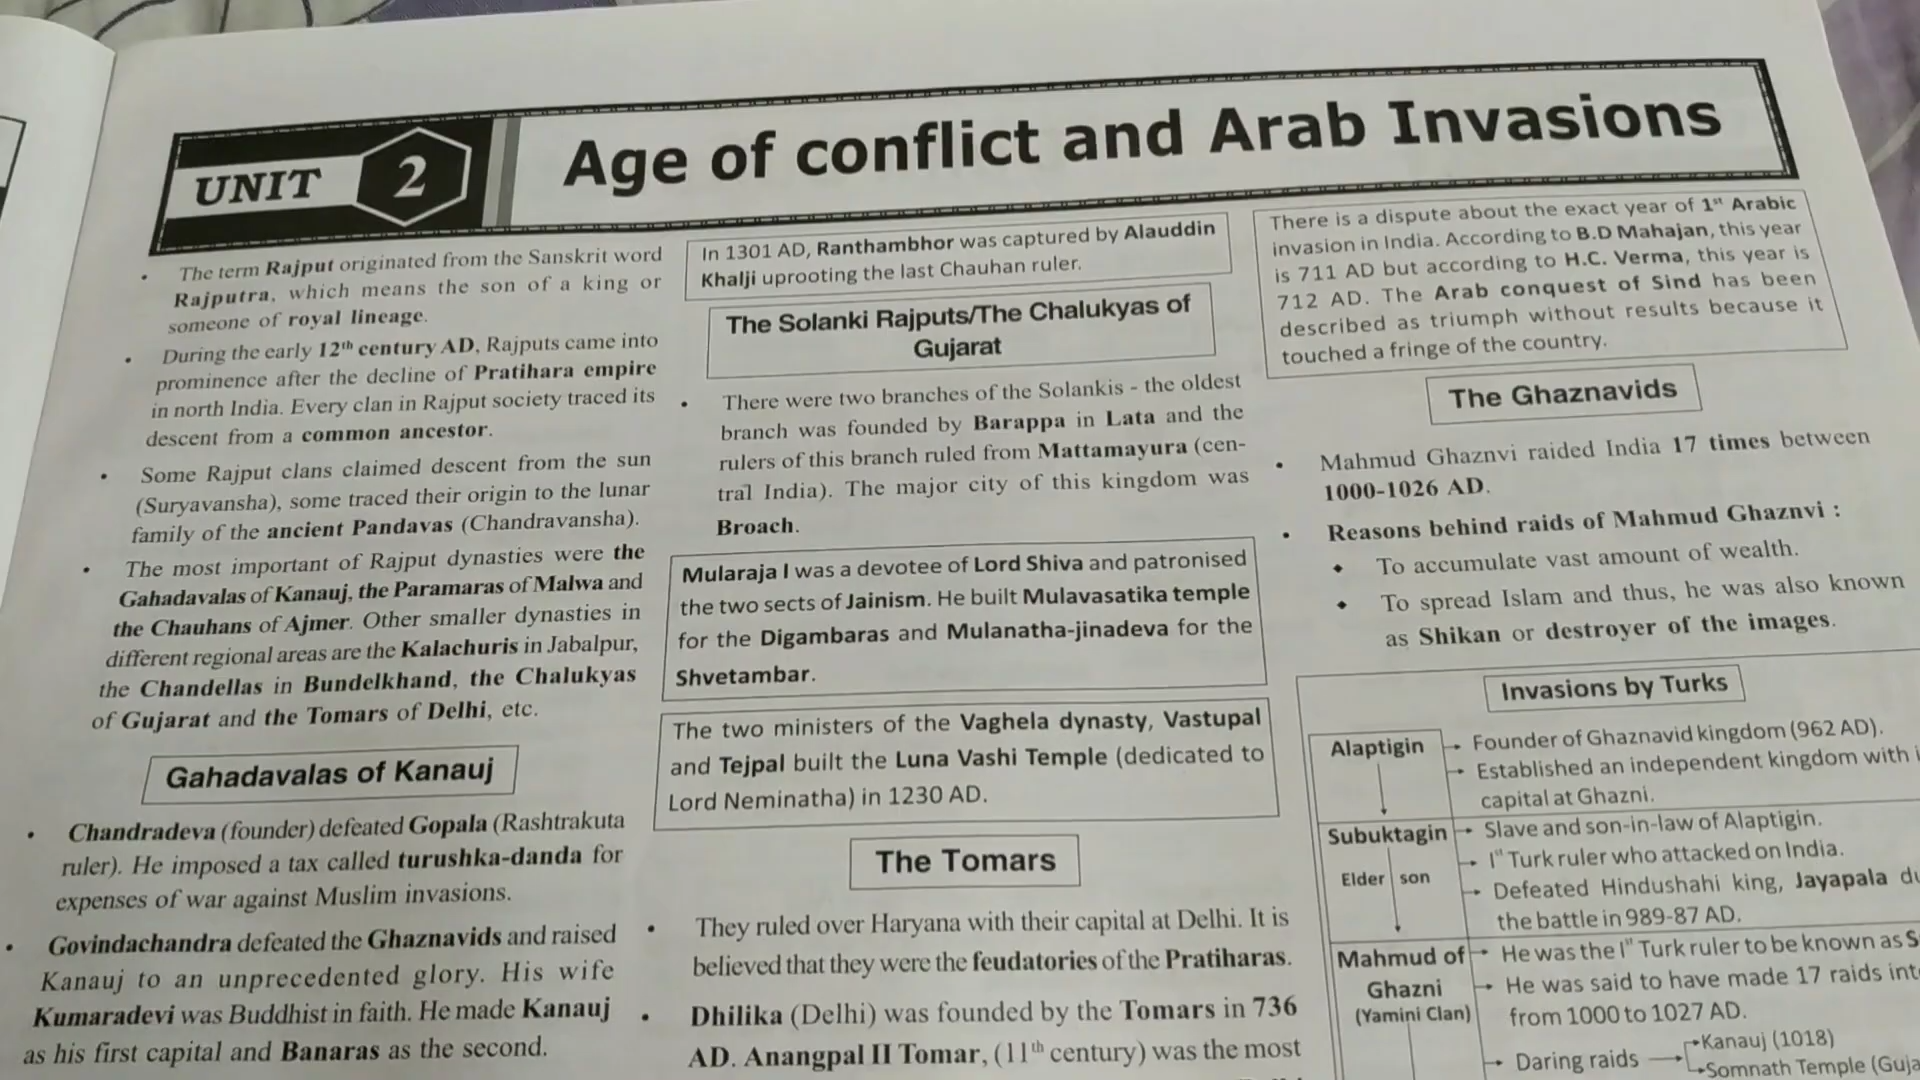 UNIT 2 Age of conflict and Arab Invasions
• The term Rajput originated from the Sanskrit word
Rajputra, which means the son of a king or
someone of royal lineage.
• During the early 12th century AD, Rajputs came into
prominence after the decline of Pratihara empire
in north India. Every clan in Rajput society traced its
descent from a common ancestor.
• Some Rajput clans claimed descent from the sun
(Suryavansha), some traced their origin to the lunar
family of the ancient Pandavas (Chandravansha).
• The most important of Rajput dynasties were the
Gahadavalas of Kanauj, the Paramaras of Malwa and
the Chauhans of Ajmer. Other smaller dynasties in
different regional areas are the Kalachuris in Jabalpur,
the Chandellas in Bundelkhand, the Chalukyas
of Gujarat and the Tomars of Delhi, etc.
Gahadavalas of Kanauj
• Chandradeva (founder) defeated Gopala (Rashtrakuta
ruler). He imposed a tax called turushka-danda for
expenses of war against Muslim invasions.
• Govindachandra defeated the Ghaznavids and raised
Kanauj to an unprecedented glory. His wife
Kumaradevi was Buddhist in faith. He made Kanauj
as his first capital and Banaras as the second.
In 1301 AD, Ranthambhor was captured by Alauddin
Khalji uprooting the last Chauhan ruler.
The Solanki Rajputs/The Chalukyas of
Gujarat
• There were two branches of the Solankis - the oldest
branch was founded by Barappa in Lata and the
rulers of this branch ruled from Mattamayura (cen-
tral India). The major city of this kingdom was
Broach.
Mularaja I was a devotee of Lord Shiva and patronised
the two sects of Jainism. He built Mulavasatika temple
for the Digambaras and Mulanatha-jinadeva for the
Shvetambar.
The two ministers of the Vaghela dynasty, Vastupal
and Tejpal built the Luna Vashi Temple (dedicated to
Lord Neminatha) in 1230 AD.
The Tomars
• They ruled over Haryana with their capital at Delhi. It is
believed that they were the feudatories of the Pratiharas.
• Dhilika (Delhi) was founded by the Tomars in 736
AD. Anangpal II Tomar, (11th century) was the most
There is a dispute about the exact year of 1st Arabic
invasion in India. According to B.D Mahajan, this year
is 711 AD but according to H.C. Verma, this year is
712 AD. The Arab conquest of Sind has been
described as triumph without results because it
touched a fringe of the country.
The Ghaznavids
• Mahmud Ghaznvi raided India 17 times between
1000-1026 AD.
• Reasons behind raids of Mahmud Ghaznvi :
To accumulate vast amount of wealth.
To spread Islam and thus, he was also known
as Shikan or destroyer of the images.
Invasions by Turks
Alaptigin
Founder of Ghaznavid kingdom (962 AD).
Established an independent kingdom with
capital at Ghazni.
Subuktagin
Slave and son-in-law of Alaptigin.
Ist Turk ruler who attacked on India.
Elder son
Defeated Hindushahi king, Jayapala
the battle in 989-87 AD.
Mahmud of
Ghazni
(Yamini Clan)
He was the Ist Turk ruler to be known as
He was said to have made 17 raids
from 1000 to 1027 AD.
Daring raids
Kanauj (1018)
Somnath Temple